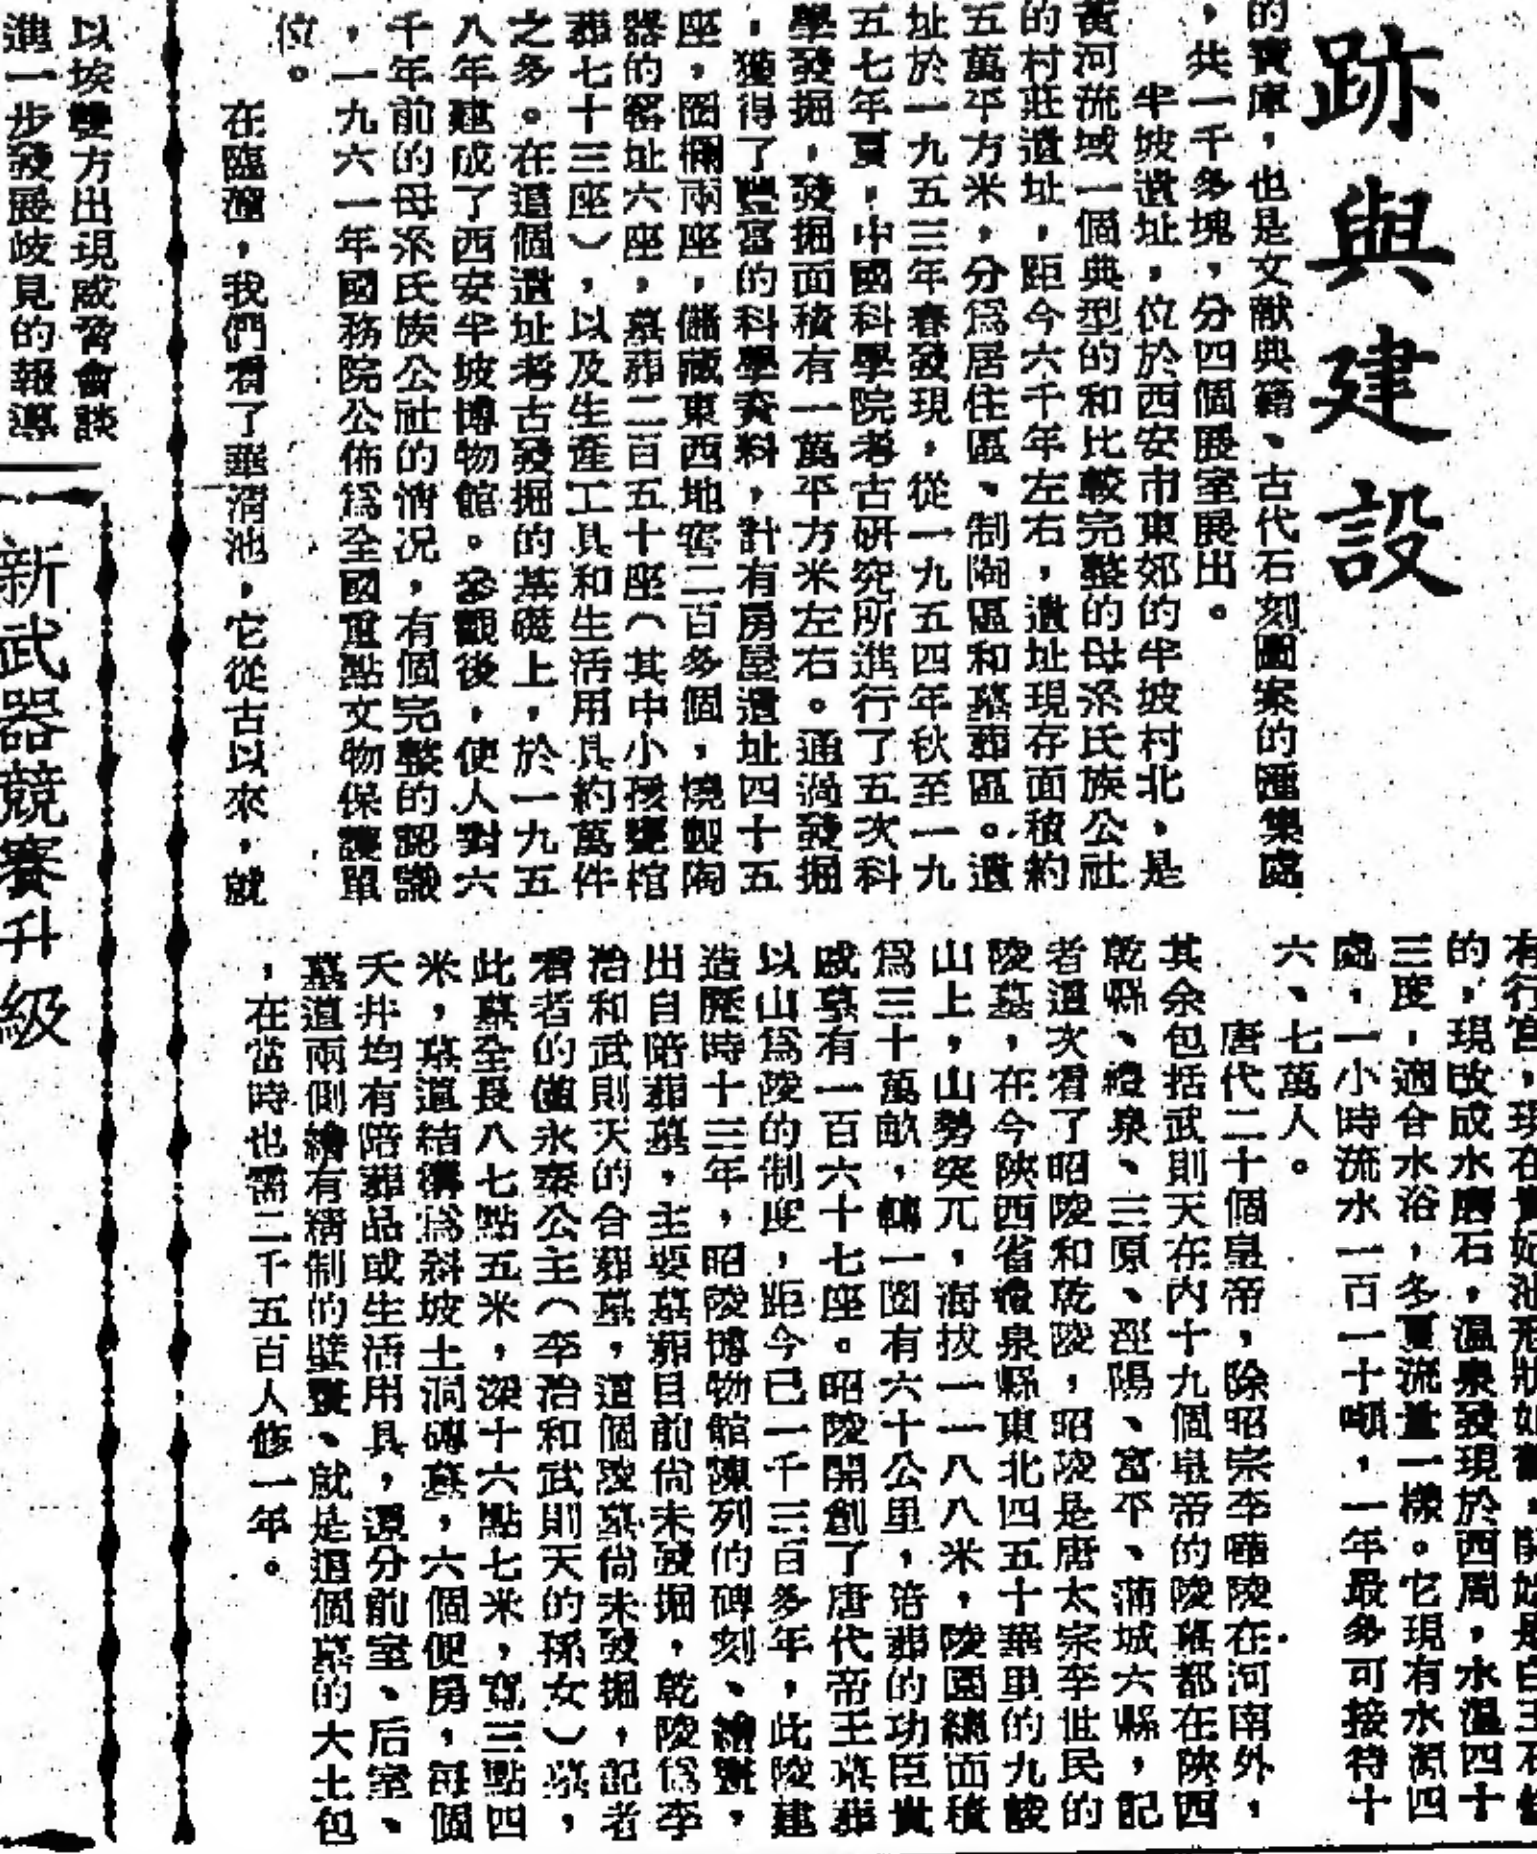 跡與建設
的寶庫，也是文献典籍、古代石刻圖案的匯集處
，共一千多塊，分四個展室展出。
半坡遺址，位於西安市東郊的半坡村北，是
黃河流域一個典型的和比較完整的母系氏族公社
的村莊遺址，距今六千年左右，遺址現存面積約
五萬平方米，分爲居住區、制陶區和墓葬區。遺
址於一九五三年春發現，從一九五四年秋至一九
五七年夏，中國科學院考古研究所進行了五次科
學發掘，發掘面積有一萬平方米左右。通過發掘
，獲得了豐富的科學資料，計有房屋遺址四十五
座，圈欄兩座，儲藏東西地窖二百多個，燒製陶
器的窰址六座，墓葬二百五十座（其中小孩甕棺
葬七十三座），以及生產工具和生活用具約萬件
之多。在這個遺址考古發掘的基礎上，於一九五
八年建成了西安半坡博物館。參觀後，使人對六
千年前的母系氏族公社的情况，有個完整的認識
，一九六一年國務院公佈爲全國重點文物保護單
位。
在臨潼，我們看了華清池，它從古以來，就
有行宮，現在貴妃池形狀如舊，開始是
的，現改成水磨石，溫泉發現於西周，水溫四十
三度，適合水浴，多夏流量一樣。它現有水源四
處，一小時流水一百一十噸，一年最多可接待十
六、七萬人。
唐代二十個皇帝，除昭宗李曄陵在河南外，
其余包括武則天在内十九個皇帝的陵墓都在陝西
乾縣、禮泉、三原、涇陽、富平、蒲城六縣，記
者這次看了昭陵和乾陵，昭陵是唐太宗李世民的
陵墓，在今陝西省禮泉縣東北四五十華里的九嵕
山上，山勢突兀，海拔一一八八米，陵園總面積
爲三十萬畝，轉一圈有六十公里，陪葬的功臣貴
戚墓有一百六十七座。昭陵開創了唐代帝王墓葬
以山爲陵的制度，距今已一千三百多年，此陵建
造歷時十三年，昭陵博物館陳列的碑刻、繪畫，
出自陪葬墓，主要墓葬目前尚未發掘，乾陵爲李
治和武則天的合葬墓，這個陵墓尚未發掘，記者
看者的僅永泰公主（李治和武則天的孫女）墓，
此墓全長八七點五米，深十六點七米，寬三點四
米，墓道結構爲斜坡土洞磚墓，六個便房，每個
天井均有陪葬品或生活用具，還分前室、后室、
墓道兩側繪有精制的壁畫、就是這個墓的大土包
，在當時也需二千五百人修一年。
以埃雙方出現威脅會談
進一步發展歧見的報導
新武器競賽升級